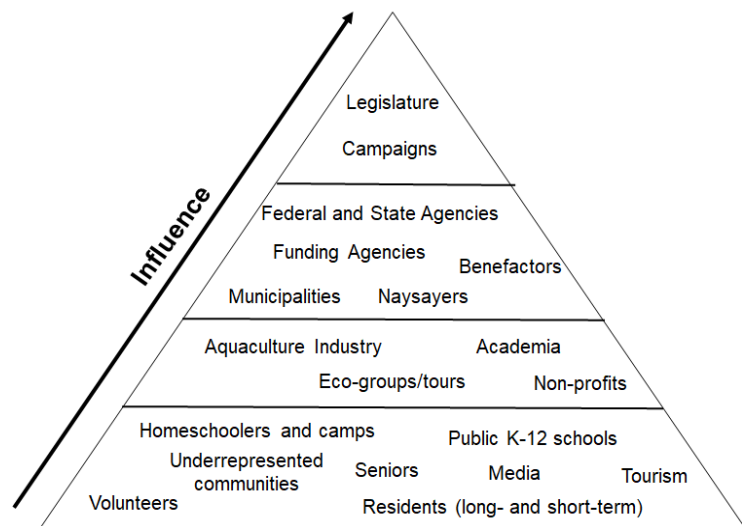 Influence
Legislature
Campaigns
Federal and State Agencies
Funding Agencies
Benefactors
Municipalities
Naysayers
Aquaculture Industry
Academia
Eco-groups/tours
Non-profits
Homeschoolers and camps
Public K-12 schools
Underrepresented
communities
Seniors
Media
Tourism
Volunteers
Residents (long- and short-term)